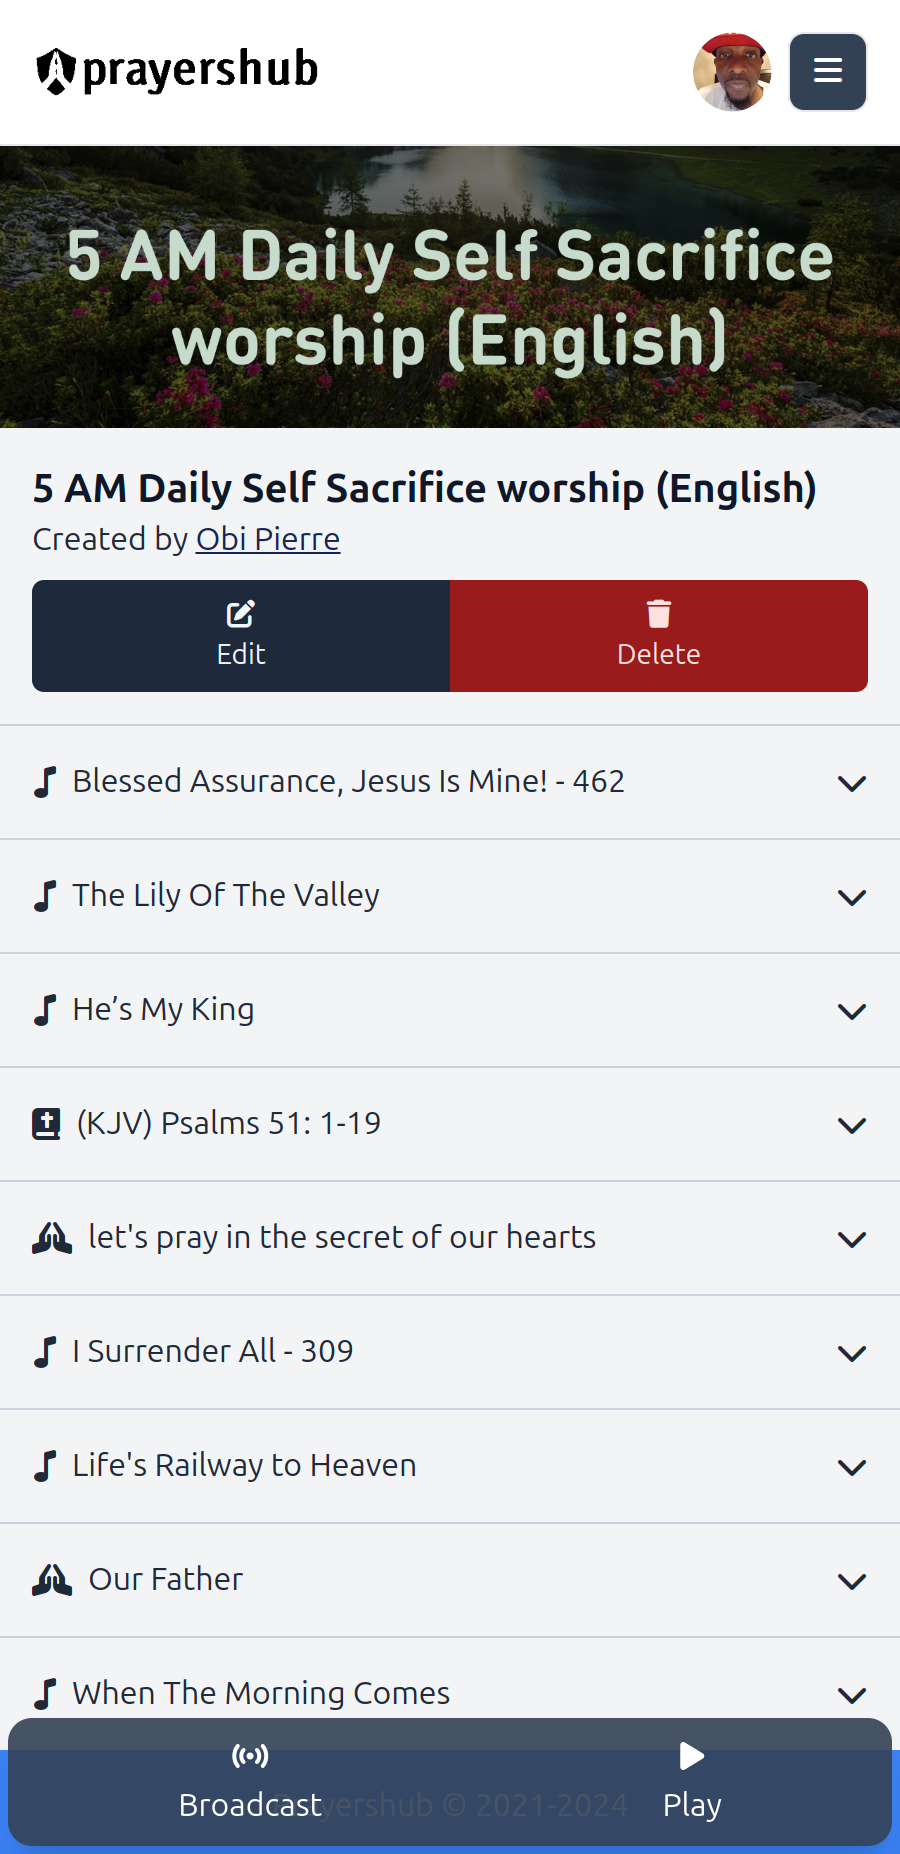 prayershub
5 AM Daily Self Sacrifice
worship (English)
5 AM Daily Self Sacrifice worship (English)
Created by Obi Pierre
Edit
Delete
Blessed Assurance, Jesus Is Mine! - 462
The Lily Of The Valley
He’s My King
(KJV) Psalms 51: 1-19
let's pray in the secret of our hearts
I Surrender All - 309
Life's Railway to Heaven
Our Father
When The Morning Comes
Prayershub © 2021-2024
Broadcast
Play